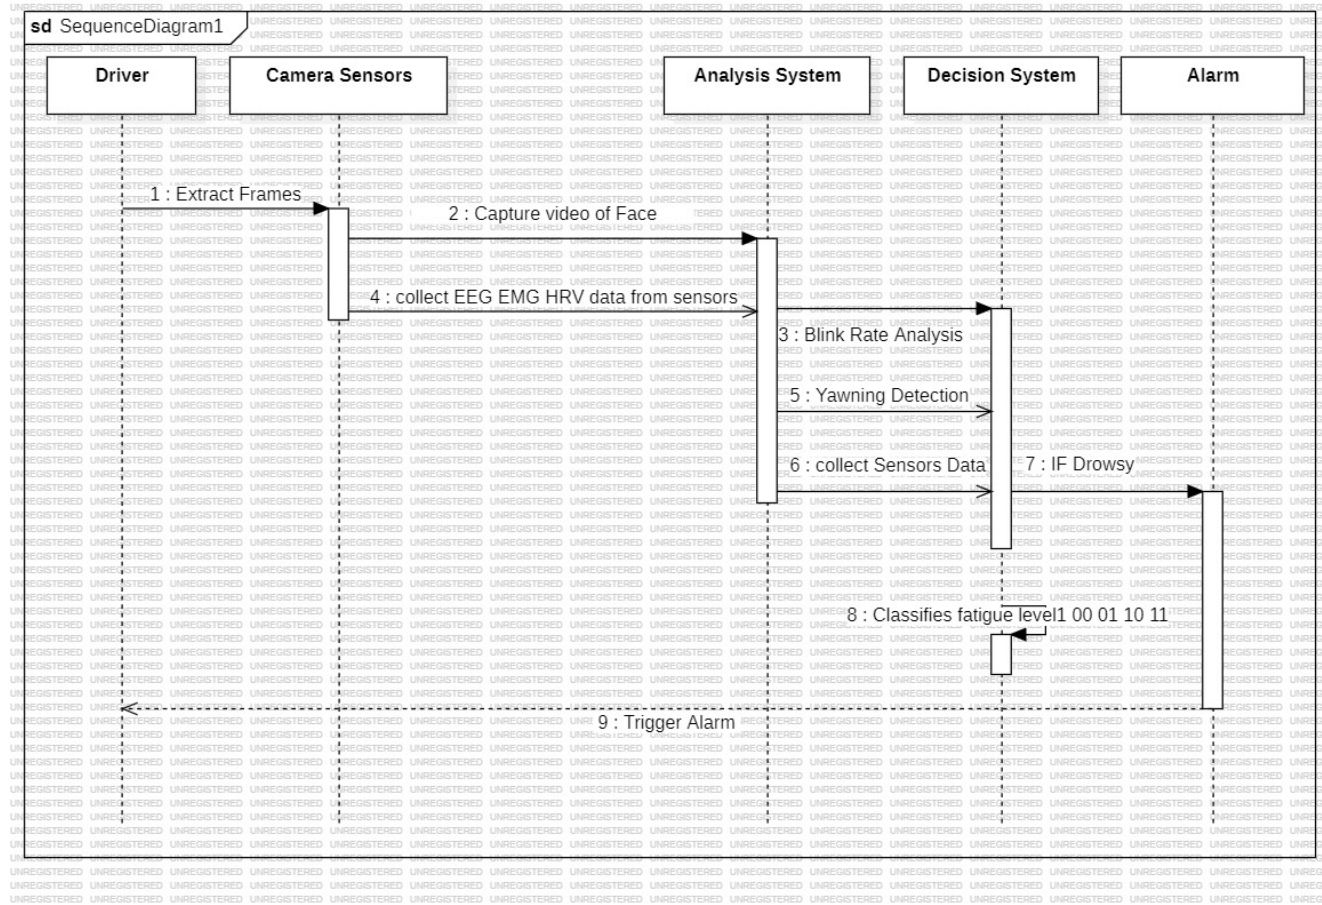 sd SequenceDiagram1
Driver
Camera Sensors
Analysis System
Decision System
Alarm
1 : Extract Frames
2 : Capture video of Face
4 : collect EEG EMG HRV data from sensors
3 : Blink Rate Analysis
5 : Yawning Detection
6 : collect Sensors Data
7 : IF Drowsy
8 : Classifies fatigue level1 00 01 10 11
9 : Trigger Alarm
UNREGISTERED